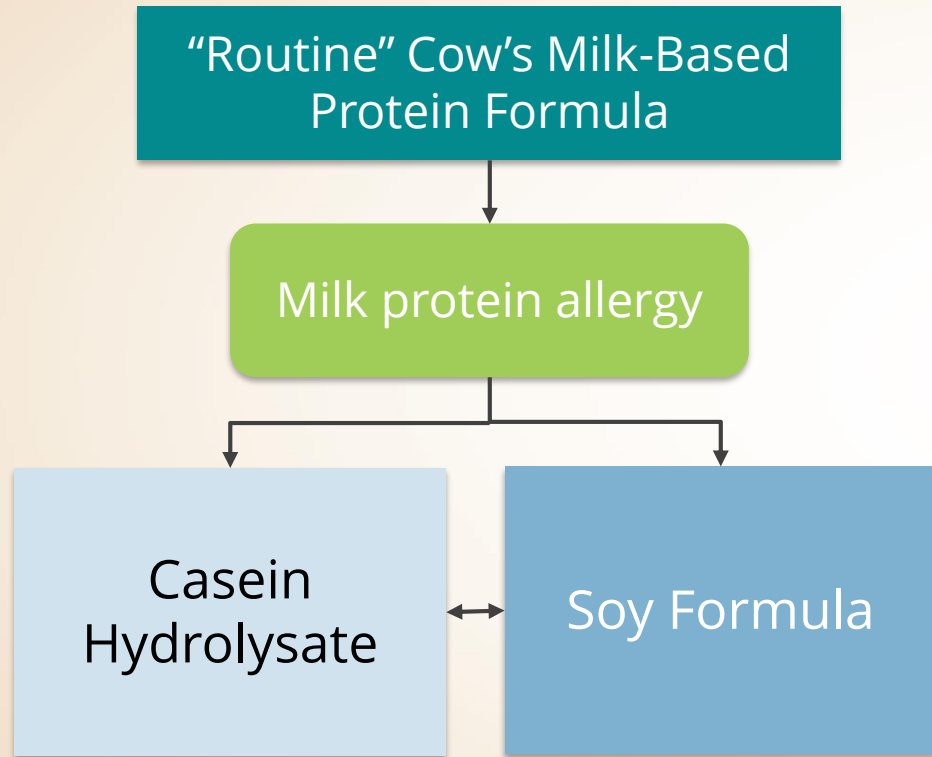 “Routine” Cow’s Milk-Based
Protein Formula
Milk protein allergy
Casein
Hydrolysate
Soy Formula